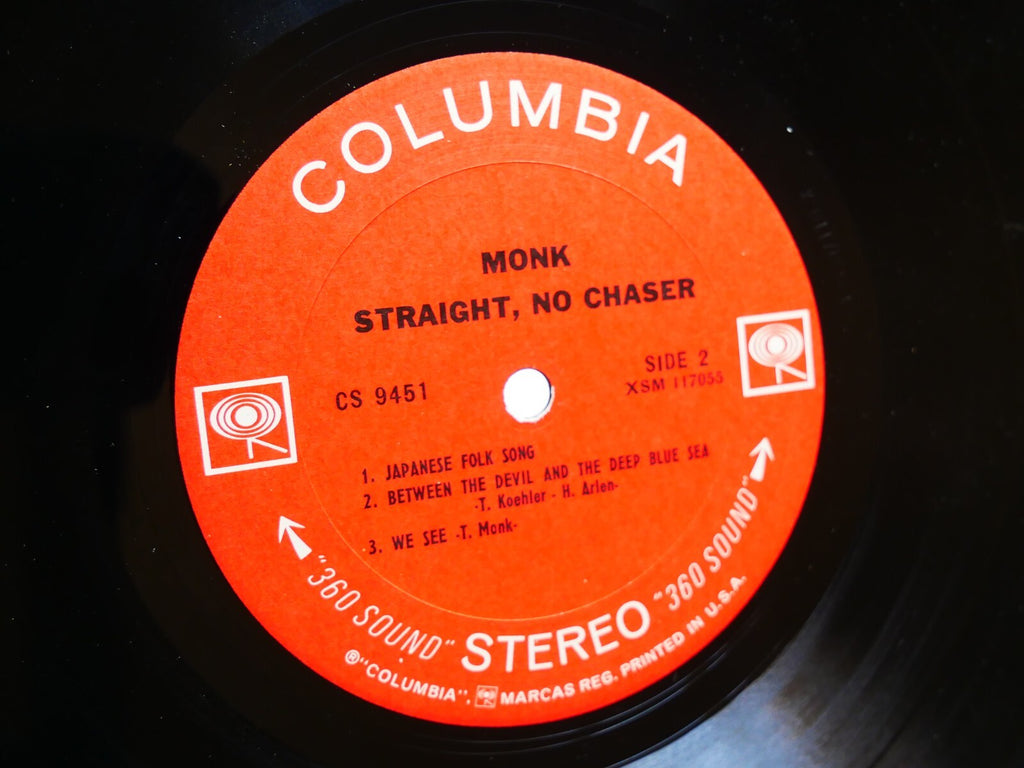 COLUMBIA
MONK
STRAIGHT, NO CHASER
CS 9451
SIDE 2
XSM 117055
1. JAPANESE FOLK SONG
2. BETWEEN THE DEVIL AND THE DEEP BLUE SEA
-T. Koehler - H. Arlen-
3. WE SEE -T. Monk-
"360 SOUND" STEREO "360 SOUND"
®"COLUMBIA", MARCAS REG. PRINTED IN U.S.A.